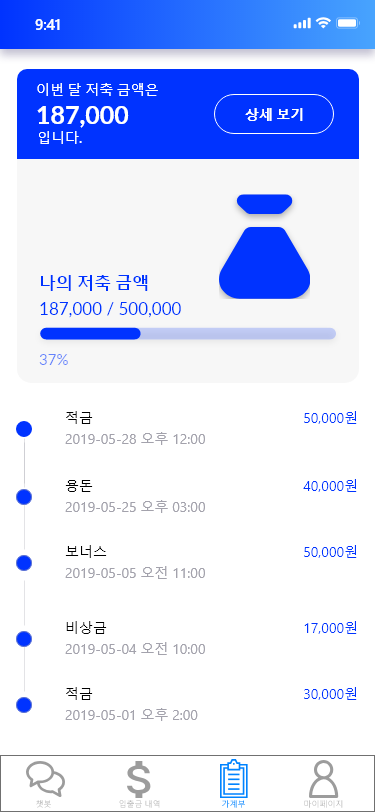 9:41
이번 달 저축 금액은
187,000
입니다.
상세 보기
나의 저축 금액
187,000 / 500,000
37%
적금
50,000원
2019-05-28 오후 12:00
용돈
40,000원
2019-05-25 오후 03:00
보너스
50,000원
2019-05-05 오전 11:00
비상금
17,000원
2019-05-04 오전 10:00
적금
30,000원
2019-05-01 오후 2:00
챗봇
입출금 내역
가계부
마이페이지